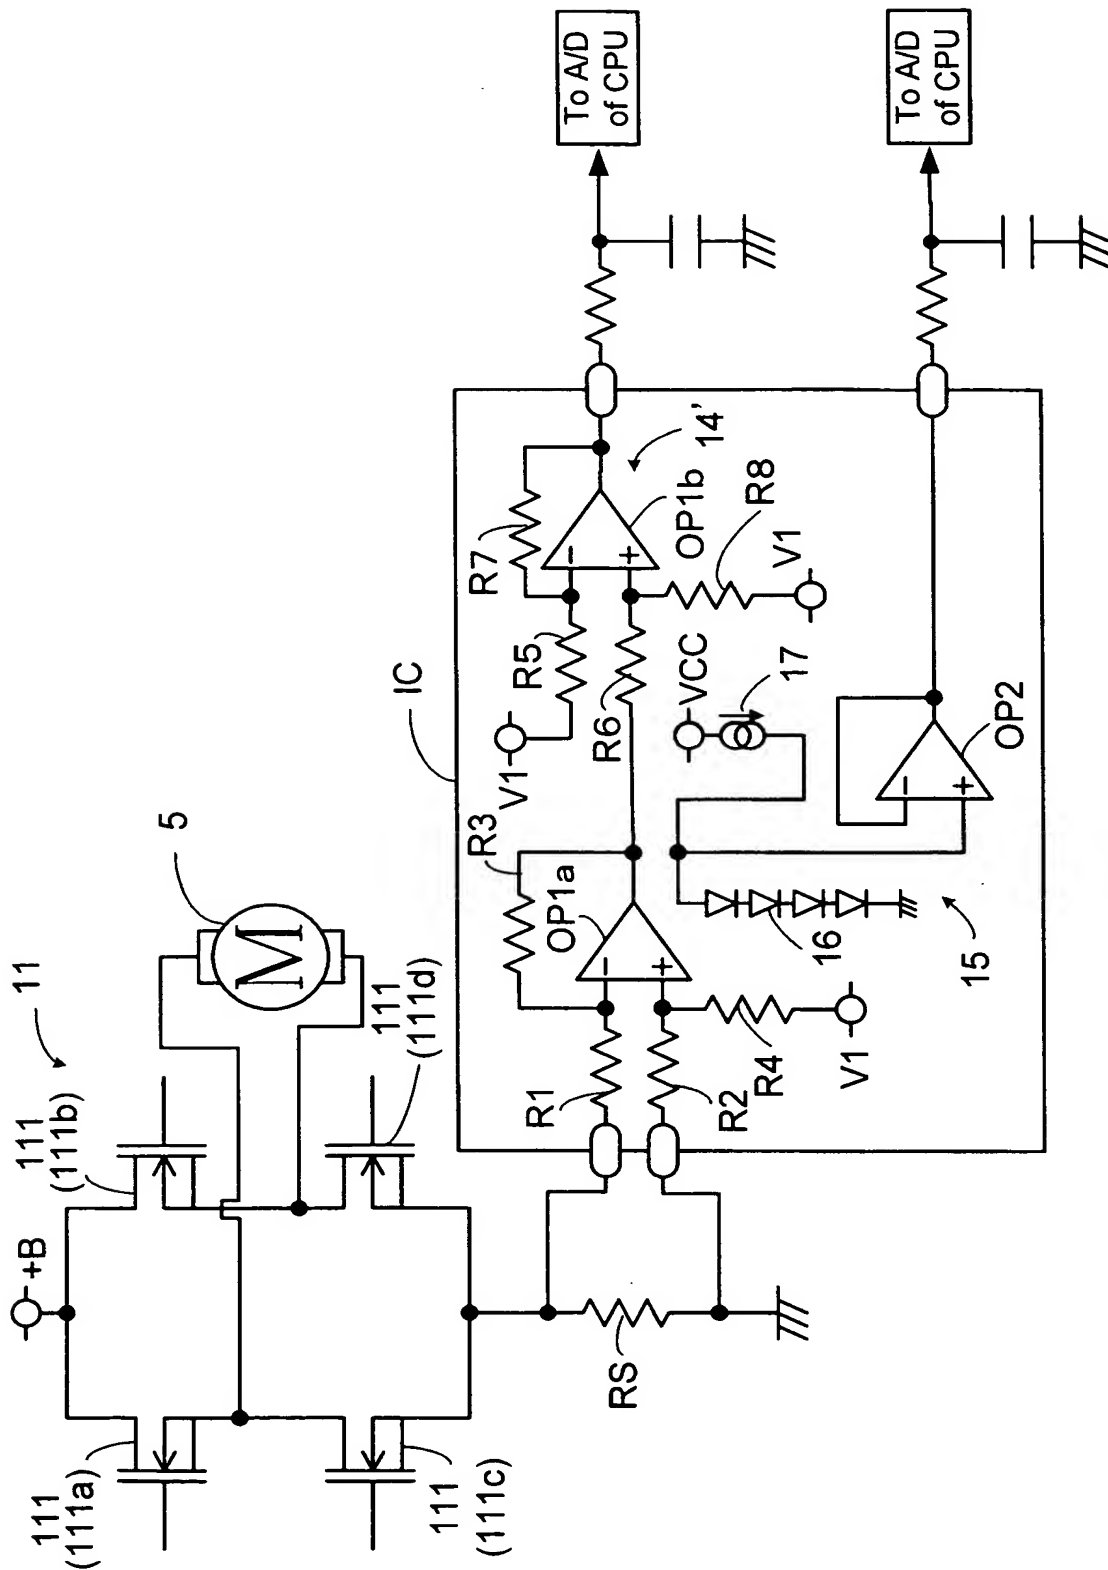 11
111
(111b)
+B
111
(111a)
5
M
111
(111d)
111
(111c)
RS
IC
R1
R2
R3
OP1a
−
+
R4
V1
V1
R5
R6
R7
−
+
OP1b
14'
R8
V1
VCC
17
16
15
−
+
OP2
To A/D
of CPU
To A/D
of CPU